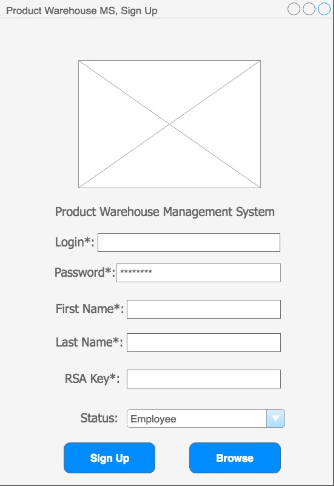 Product Warehouse MS, Sign Up
Product Warehouse Management System
Login*:
Password*: ********
First Name*:
Last Name*:
RSA Key*:
Status: Employee
Sign Up Browse